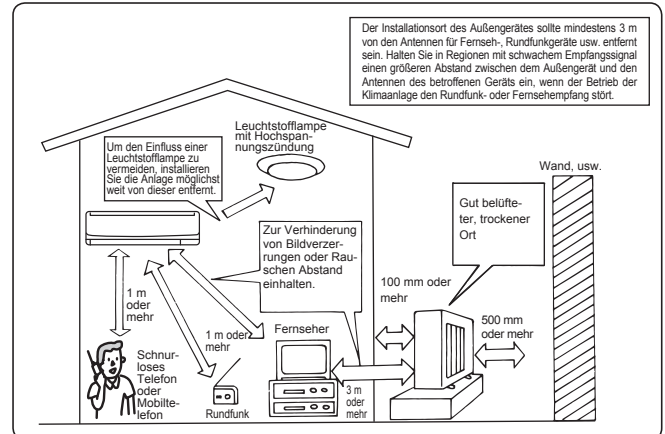 Der Installationsort des Außengerätes sollte mindestens 3 m
von den Antennen für Fernseh-, Rundfunkgeräte usw. entfernt
sein. Halten Sie in Regionen mit schwachem Empfangssignal
einen größeren Abstand zwischen dem Außengerät und den
Antennen des betroffenen Geräts ein, wenn der Betrieb der
Klimaanlage den Rundfunk- oder Fernsehempfang stört.
Leuchtstofflampe
mit Hochspan-
nungszündung
Um den Einfluss einer
Leuchtstofflampe zu
vermeiden, installieren
Sie die Anlage möglichst
weit von dieser entfernt.
Wand, usw.
Gut belüfte-
ter, trockener
Ort
Zur Verhinderung
von Bildverzer-
rungen oder Rau-
schen Abstand
einhalten.
100 mm oder
mehr
500 mm
oder mehr
1 m
oder
mehr
1 m oder
mehr
Fernseher
Schnur-
loses
Telefon
oder
Mobilte-
lefon
Rundfunk
3 m
oder
mehr